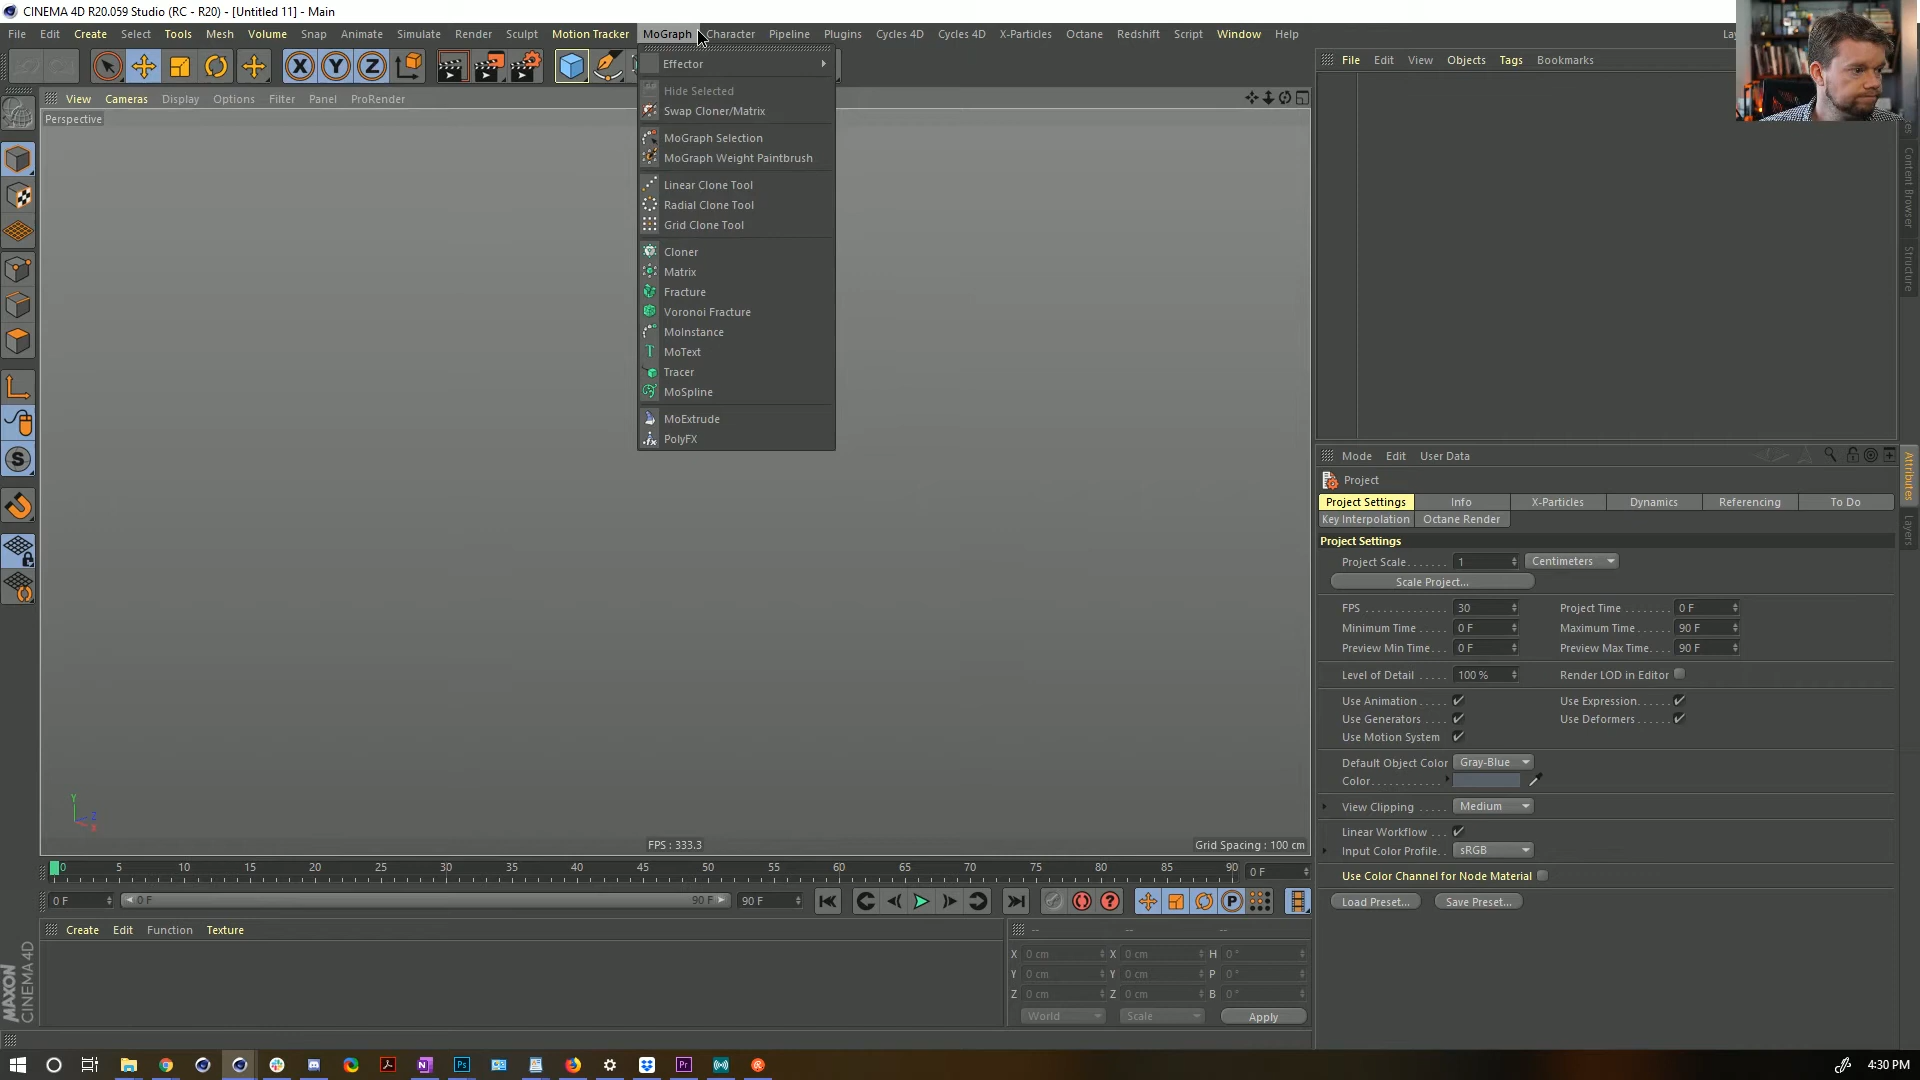 CINEMA 4D R20.059 Studio (RC - R20) - [Untitled 11] - Main
File Edit Create Select Tools Mesh Volume Snap Animate Simulate Render Sculpt Motion Tracker MoGraph Character Pipeline Plugins Cycles 4D Cycles 4D X-Particles Octane Redshift Script Window Help
File Edit View Objects Tags Bookmarks
X Y Z
View Cameras Display Options Filter Panel ProRender
Perspective
Effector
Hide Selected
Swap Cloner/Matrix
MoGraph Selection
MoGraph Weight Paintbrush
Linear Clone Tool
Radial Clone Tool
Grid Clone Tool
Cloner
Matrix
Fracture
Voronoi Fracture
MoInstance
MoText
Tracer
MoSpline
MoExtrude
PolyFX
Content Browser
Structure
Attributes
Layers
Mode Edit User Data
Project
Project Settings Info X-Particles Dynamics Referencing To Do
Key Interpolation Octane Render
Project Settings
Project Scale....... 1 Centimeters
Scale Project...
FPS .............. 30 Project Time ........ 0 F
Minimum Time ..... 0 F Maximum Time ..... 90 F
Preview Min Time... 0 F Preview Max Time.... 90 F
Level of Detail ..... 100 % Render LOD in Editor
Use Animation ..... Use Expression.....
Use Generators .... Use Deformers.....
Use Motion System
Default Object Color Gray-Blue
Color............
View Clipping ..... Medium
Linear Workflow ...
Input Color Profile.. sRGB
Use Color Channel for Node Material
Load Preset... Save Preset...
Y Z X
FPS : 333.3 Grid Spacing : 100 cm
0 5 10 15 20 25 30 35 40 45 50 55 60 65 70 75 80 85 90 0 F
0 F 0 F 90 F 90 F
Create Edit Function Texture
-- -- --
X 0 cm X 0 cm H 0 °
Y 0 cm Y 0 cm P 0 °
Z 0 cm Z 0 cm B 0 °
World Scale Apply
MAXON
CINEMA 4D
4:30 PM